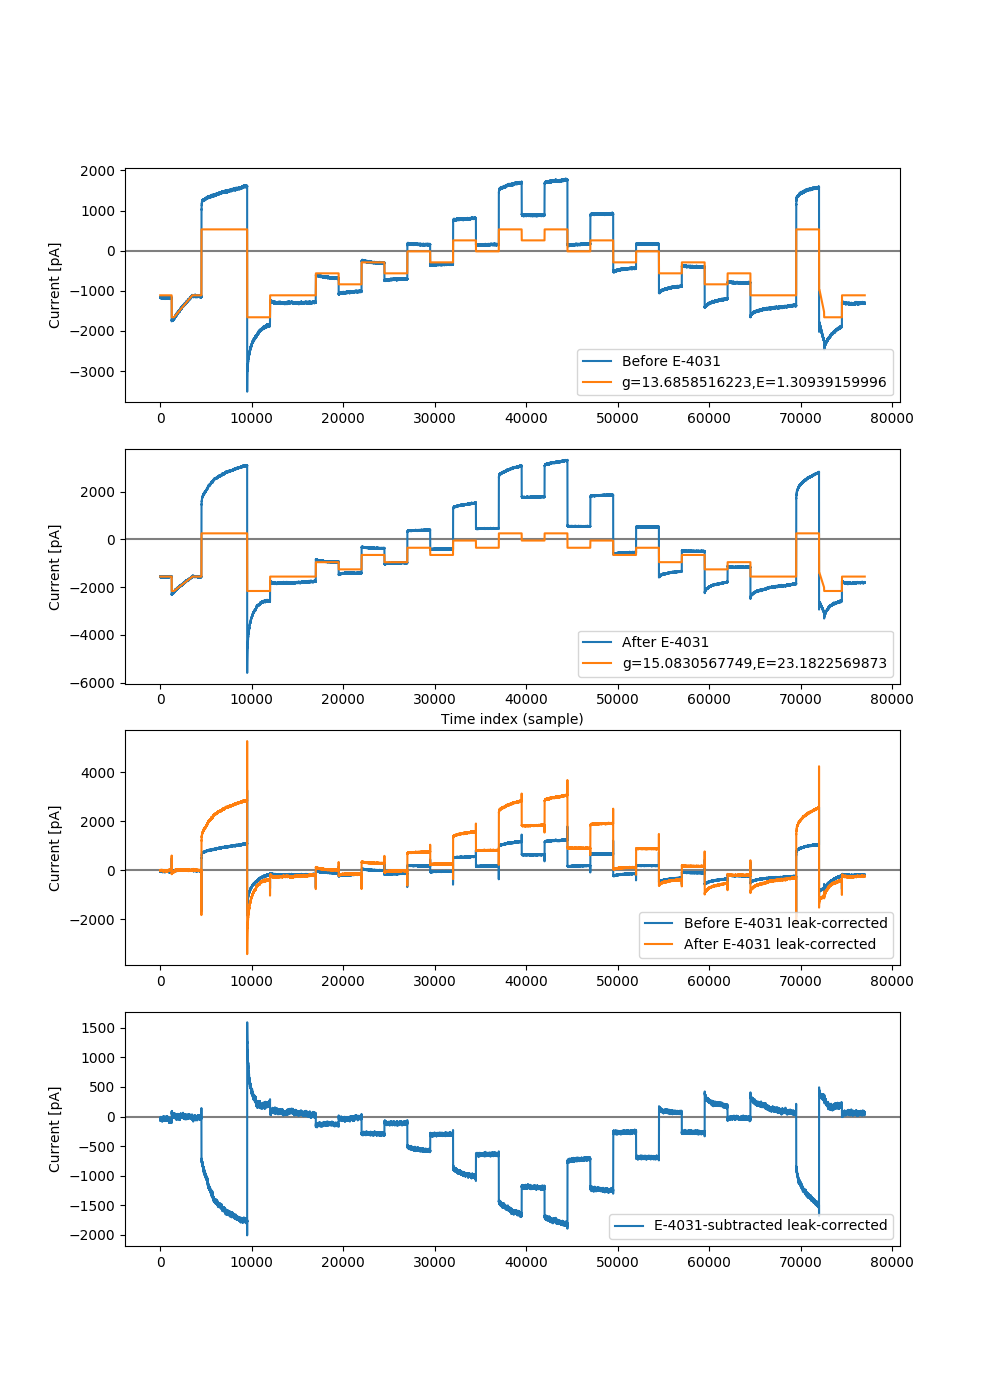 2000
1000
0
−1000
−2000
−3000
Current [pA]
Before E-4031
g=13.6858516223,E=1.30939159996
0 10000 20000 30000 40000 50000 60000 70000 80000
2000
0
−2000
−4000
−6000
Current [pA]
After E-4031
g=15.0830567749,E=23.1822569873
0 10000 20000 30000 40000 50000 60000 70000 80000
Time index (sample)
4000
2000
0
−2000
Current [pA]
Before E-4031 leak-corrected
After E-4031 leak-corrected
0 10000 20000 30000 40000 50000 60000 70000 80000
1500
1000
500
0
−500
−1000
−1500
−2000
Current [pA]
E-4031-subtracted leak-corrected
0 10000 20000 30000 40000 50000 60000 70000 80000